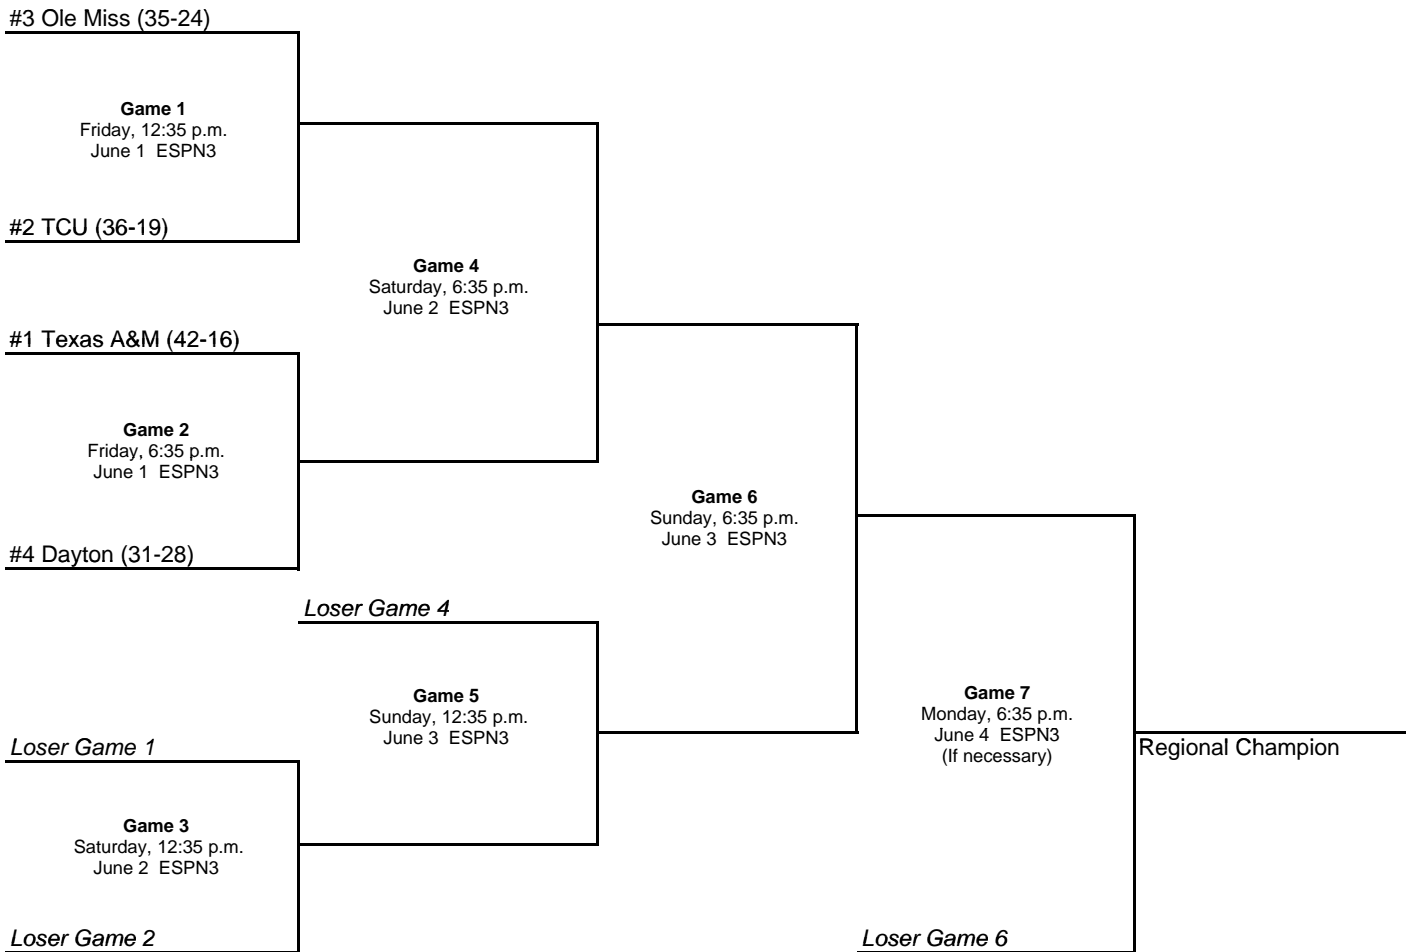 #3 Ole Miss (35-24)
Game 1
Friday, 12:35 p.m.
June 1 ESPN3
#2 TCU (36-19)
Game 4
Saturday, 6:35 p.m.
June 2 ESPN3
#1 Texas A&M (42-16)
Game 2
Friday, 6:35 p.m.
June 1 ESPN3
#4 Dayton (31-28)
Game 6
Sunday, 6:35 p.m.
June 3 ESPN3
Loser Game 4
Game 5
Sunday, 12:35 p.m.
June 3 ESPN3
Game 7
Monday, 6:35 p.m.
June 4 ESPN3
(If necessary)
Regional Champion
Loser Game 1
Game 3
Saturday, 12:35 p.m.
June 2 ESPN3
Loser Game 2
Loser Game 6